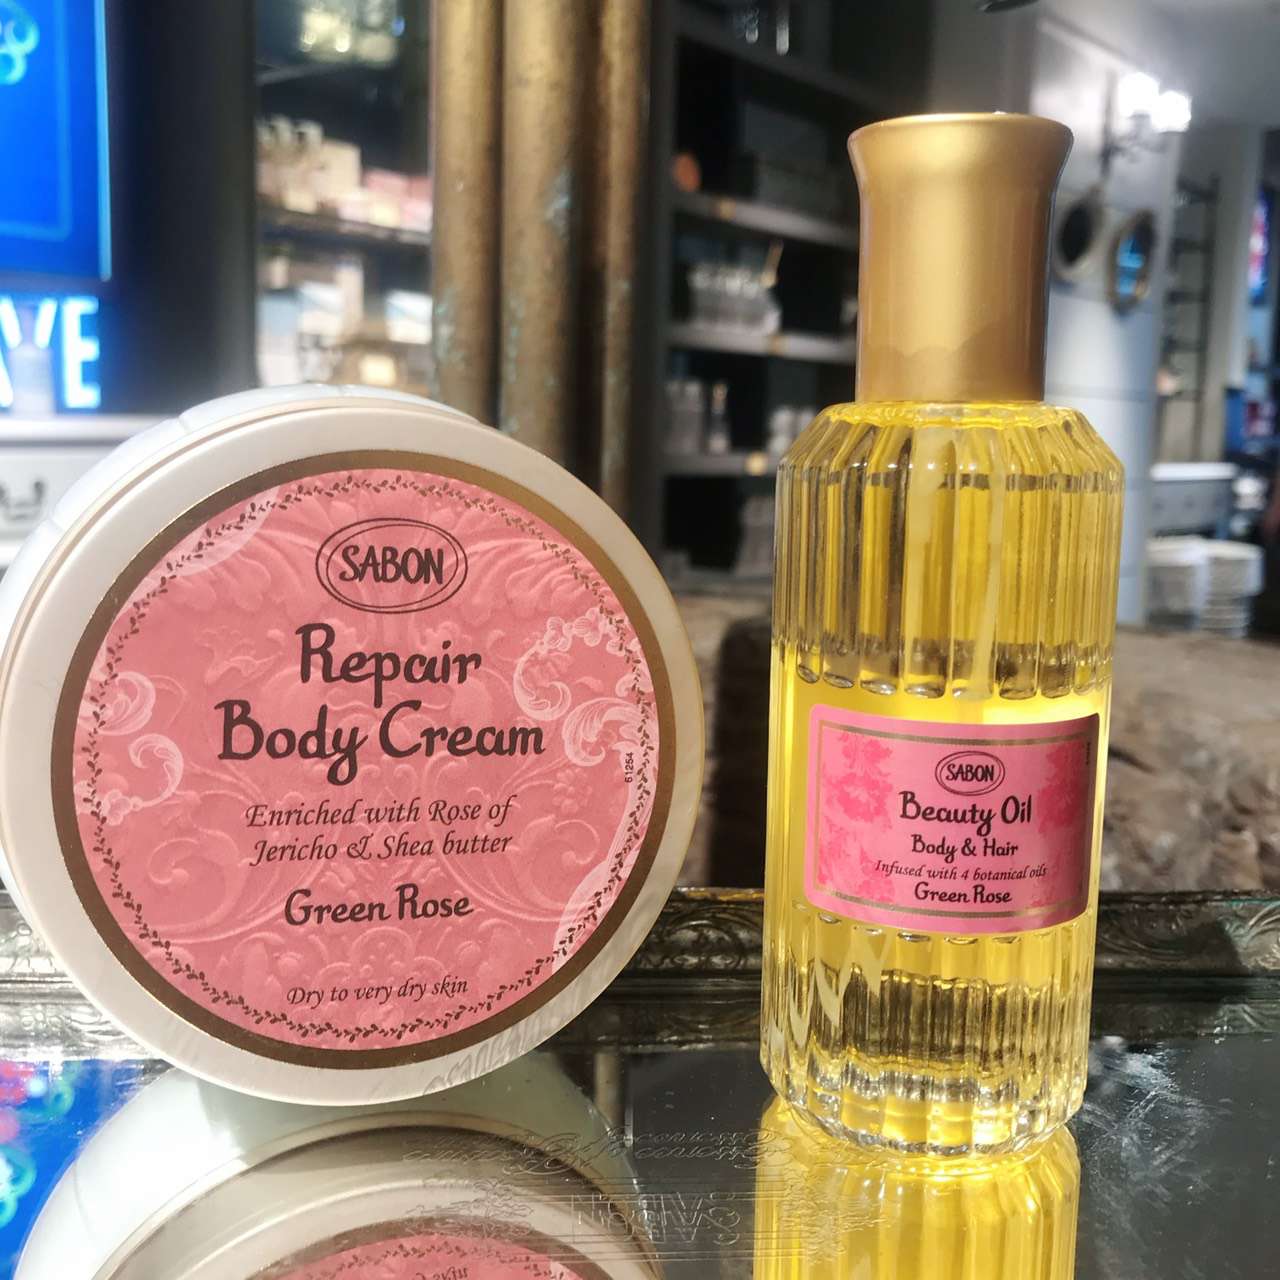 SABON
Repair
Body Cream
Enriched with Rose of
Jericho & Shea butter
Green Rose
Dry to very dry skin
61254
SABON
Beauty Oil
Body & Hair
Infused with 4 botanical oils
Green Rose